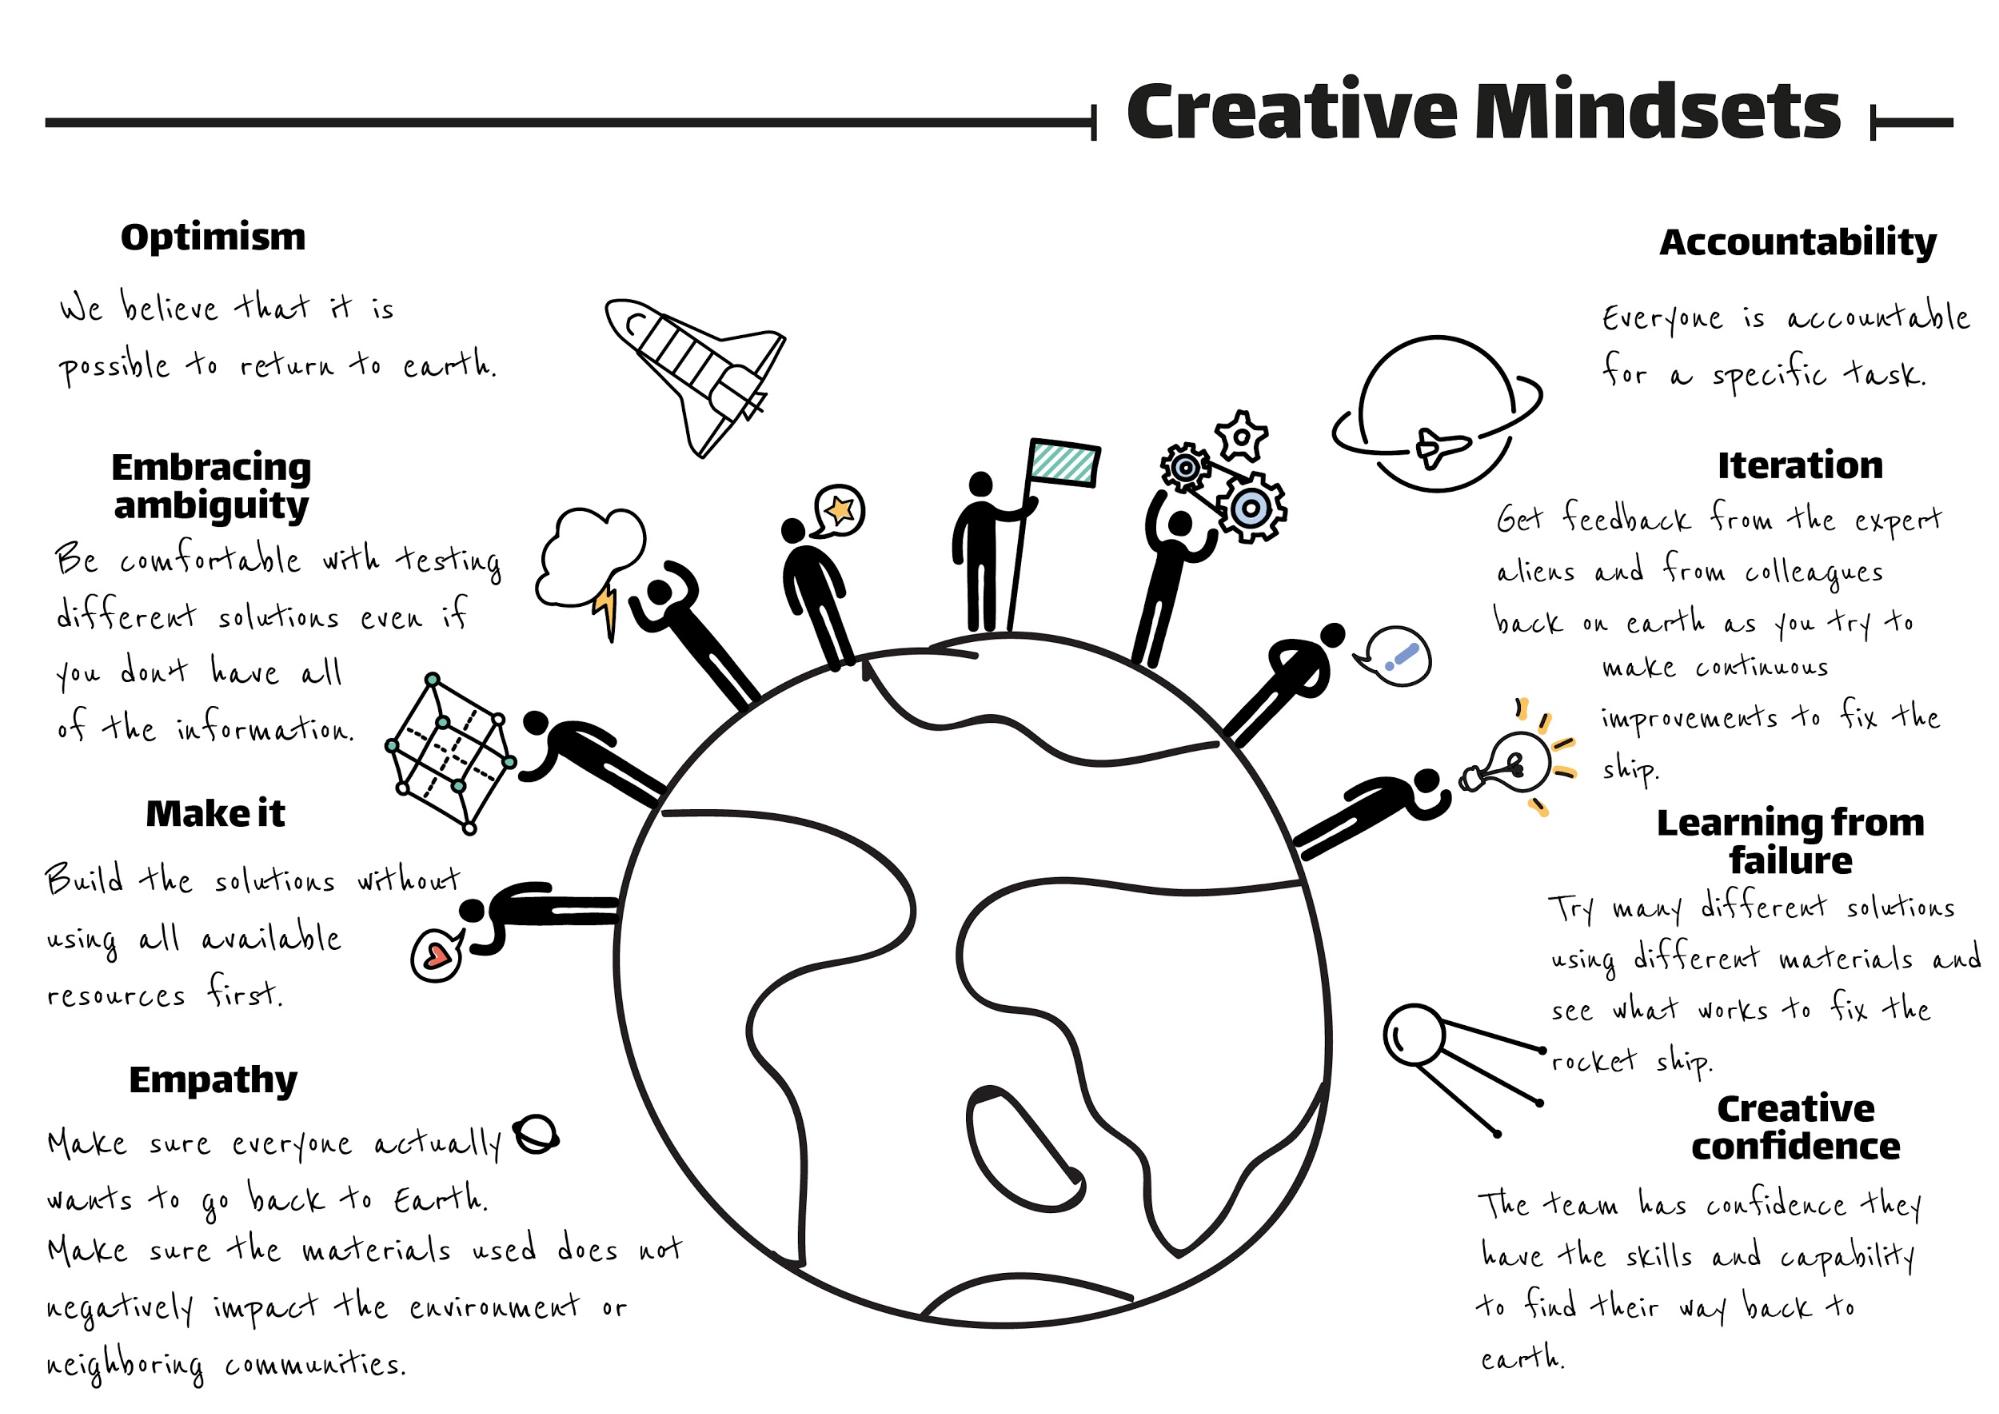 Creative Mindsets
Optimism
We believe that it is
possible to return to earth.
Embracing
ambiguity
Be comfortable with testing
different solutions even if
you don't have all
of the information.
Make it
Build the solutions without
using all available
resources first.
Empathy
Make sure everyone actually
wants to go back to Earth.
Make sure the materials used does not
negatively impact the environment or
neighboring communities.
Accountability
Everyone is accountable
for a specific task.
Iteration
Get feedback from the expert
aliens and from colleagues
back on earth as you try to
make continuous
improvements to fix the
ship.
Learning from
failure
Try many different solutions
using different materials and
see what works to fix the
rocket ship.
Creative
confidence
The team has confidence they
have the skills and capability
to find their way back to
earth.